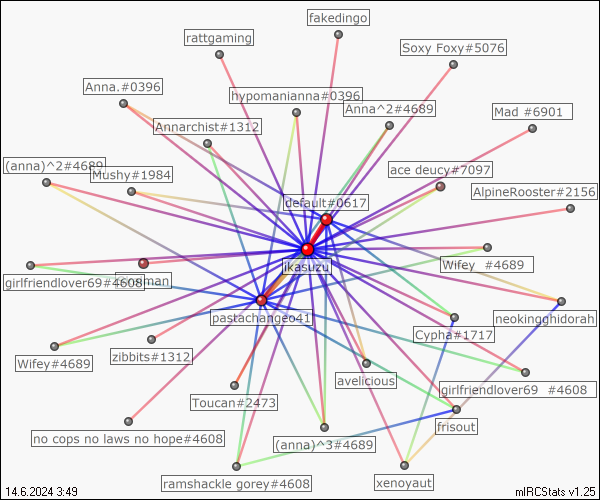 fakedingo
rattgaming
Soxy Foxy#5076
Anna.#0396
hypomanianna#0396
Anna^2#4689
Mad #6901
Annarchist#1312
(anna)^2#4689
Mushy#1984
ace deucy#7097
AlpineRooster#2156
default#0617
ikasuzu
Wifey #4689
girlfriendlover69#4608
pastachangeo41
neokingghidorah
Cypha#1717
Wifey#4689
zibbits#1312
avelicious
girlfriendlover69 #4608
Toucan#2473
frisout
no cops no laws no hope#4608
(anna)^3#4689
ramshackle gorey#4608
xenoyaut
14.6.2024 3:49
mIRCStats v1.25